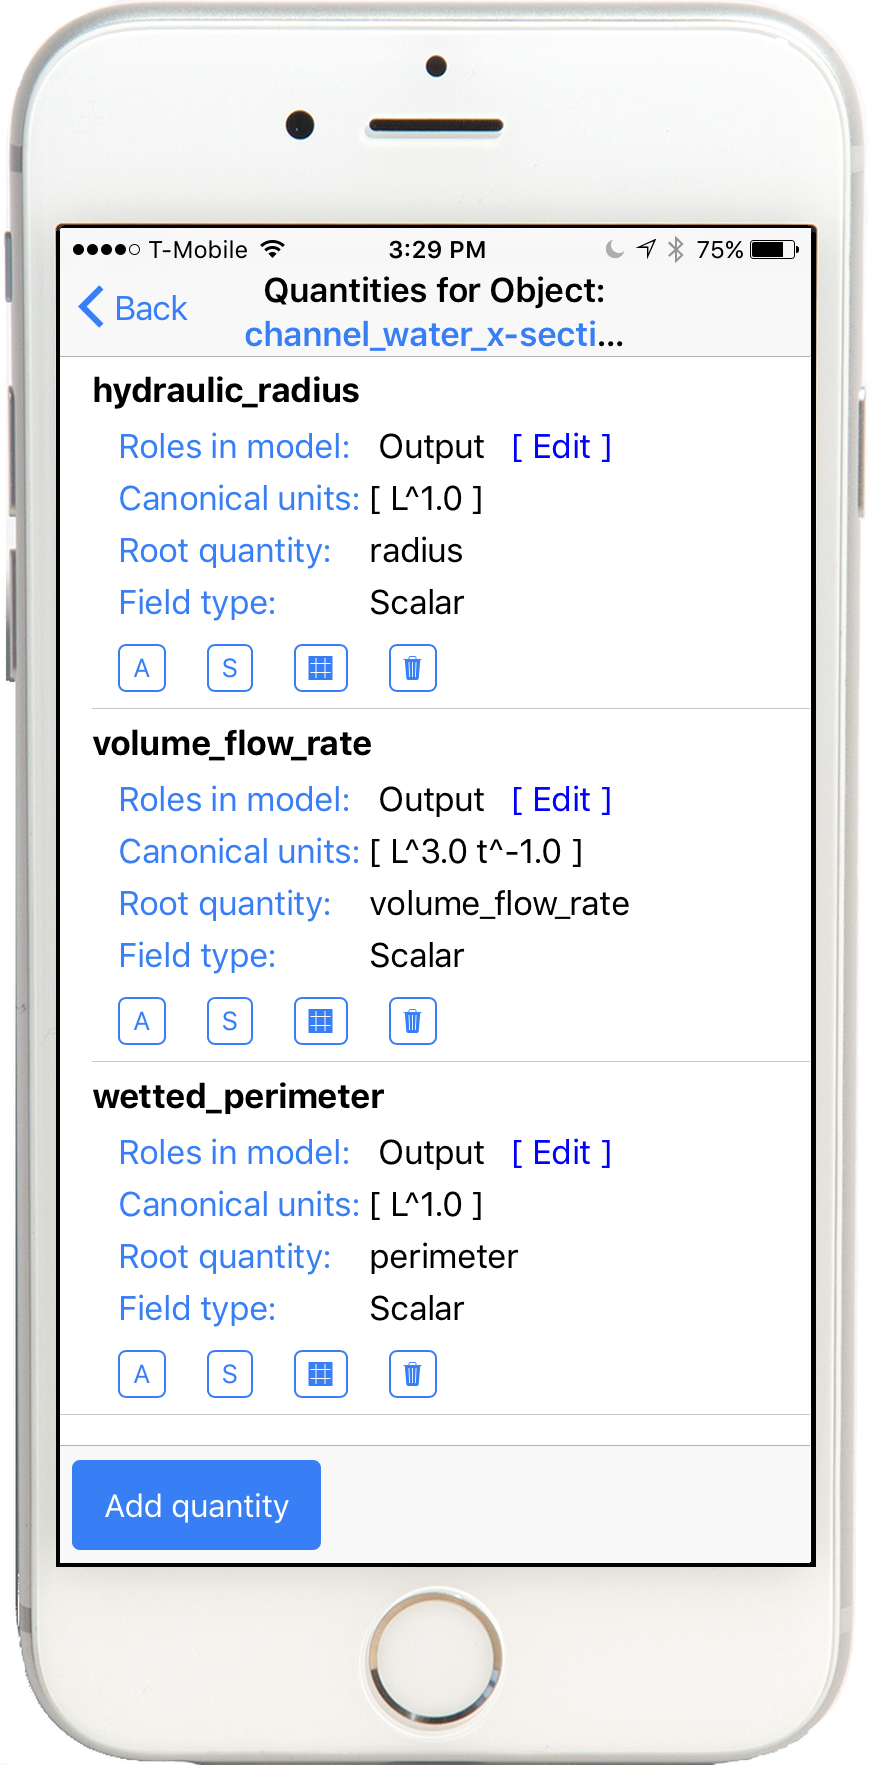 T-Mobile 3:29 PM 75%
Back
Quantities for Object:
channel_water_x-secti...
hydraulic_radius
Roles in model: Output [ Edit ]
Canonical units: [ L^1.0 ]
Root quantity: radius
Field type: Scalar
A S
volume_flow_rate
Roles in model: Output [ Edit ]
Canonical units: [ L^3.0 t^-1.0 ]
Root quantity: volume_flow_rate
Field type: Scalar
A S
wetted_perimeter
Roles in model: Output [ Edit ]
Canonical units: [ L^1.0 ]
Root quantity: perimeter
Field type: Scalar
A S
Add quantity